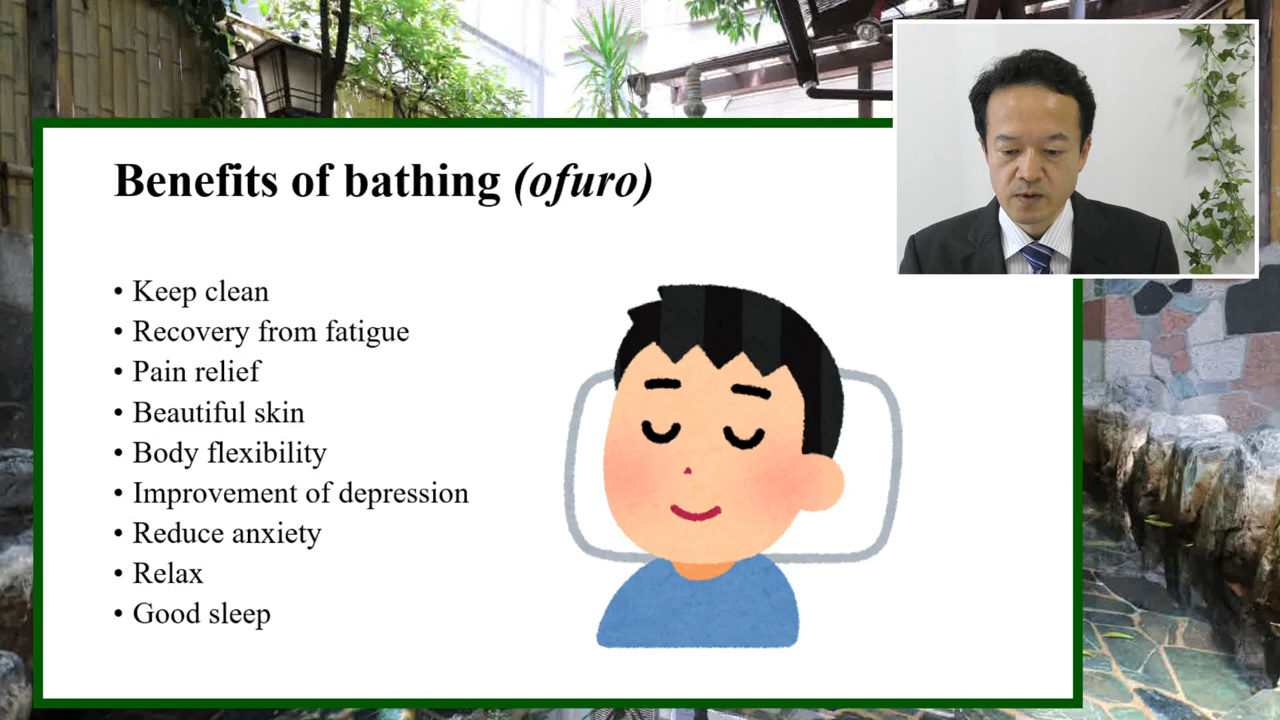 Benefits of bathing (ofuro)
• Keep clean
• Recovery from fatigue
• Pain relief
• Beautiful skin
• Body flexibility
• Improvement of depression
• Reduce anxiety
• Relax
• Good sleep